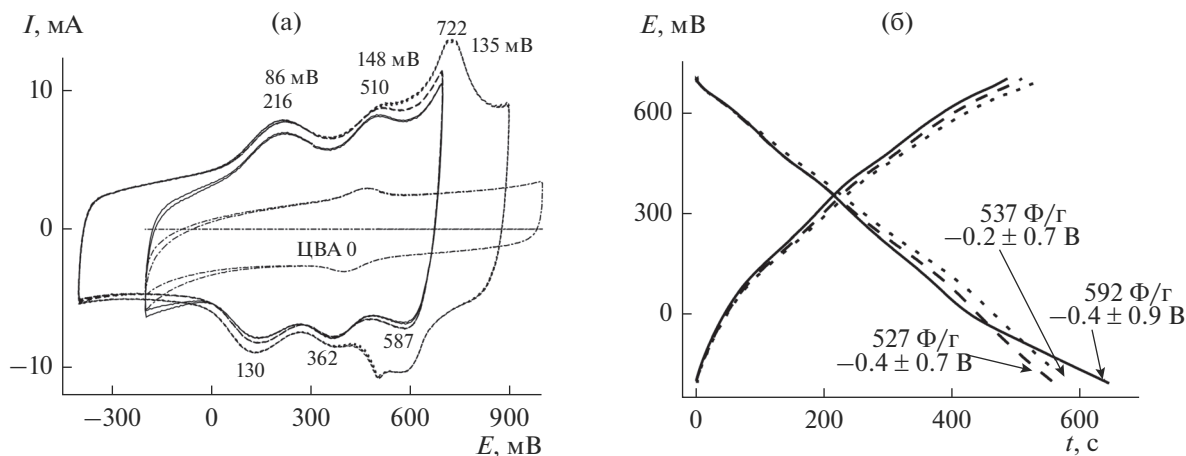 I, мА
(а)
722
135 мВ
148 мВ
510
86 мВ
216
10
0
ЦВА 0
−10
130
362
587
−300
0
300
600
900
E, мВ
E, мВ
(б)
600
300
0
537 Ф/г
−0.2 ± 0.7 В
592 Ф/г
−0.4 ± 0.9 В
527 Ф/г
−0.4 ± 0.7 В
0
200
400
600
t, с